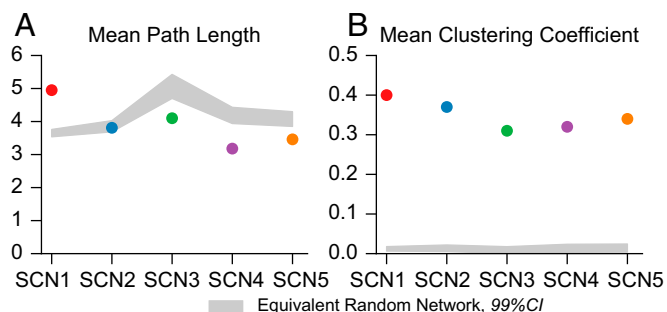 A
Mean Path Length
6
5
4
3
2
1
0
SCN1 SCN2 SCN3 SCN4 SCN5
B
Mean Clustering Coefficient
0.5
0.4
0.3
0.2
0.1
0.0
SCN1 SCN2 SCN3 SCN4 SCN5
Equivalent Random Network, 99%CI